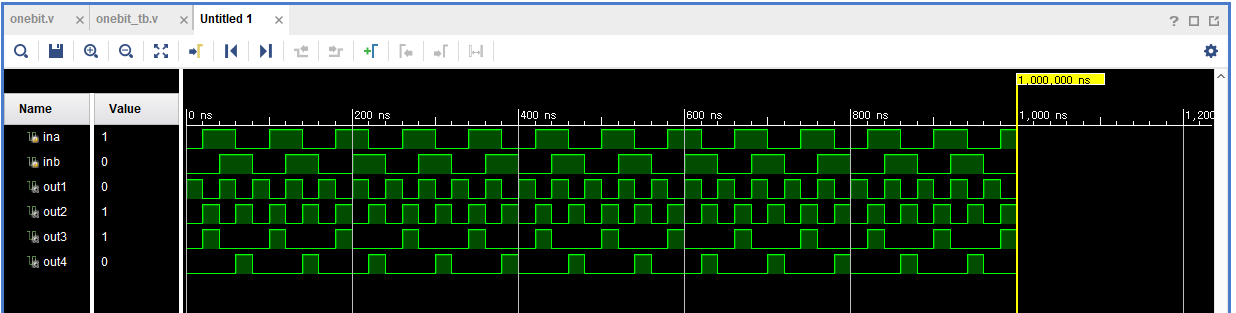 onebit.v × onebit_tb.v × Untitled 1 ×
?
1,000,000 ns
Name Value
0 ns 200 ns 400 ns 600 ns 800 ns 1,000 ns 1,200
ina 1
inb 0
out1 0
out2 1
out3 1
out4 0